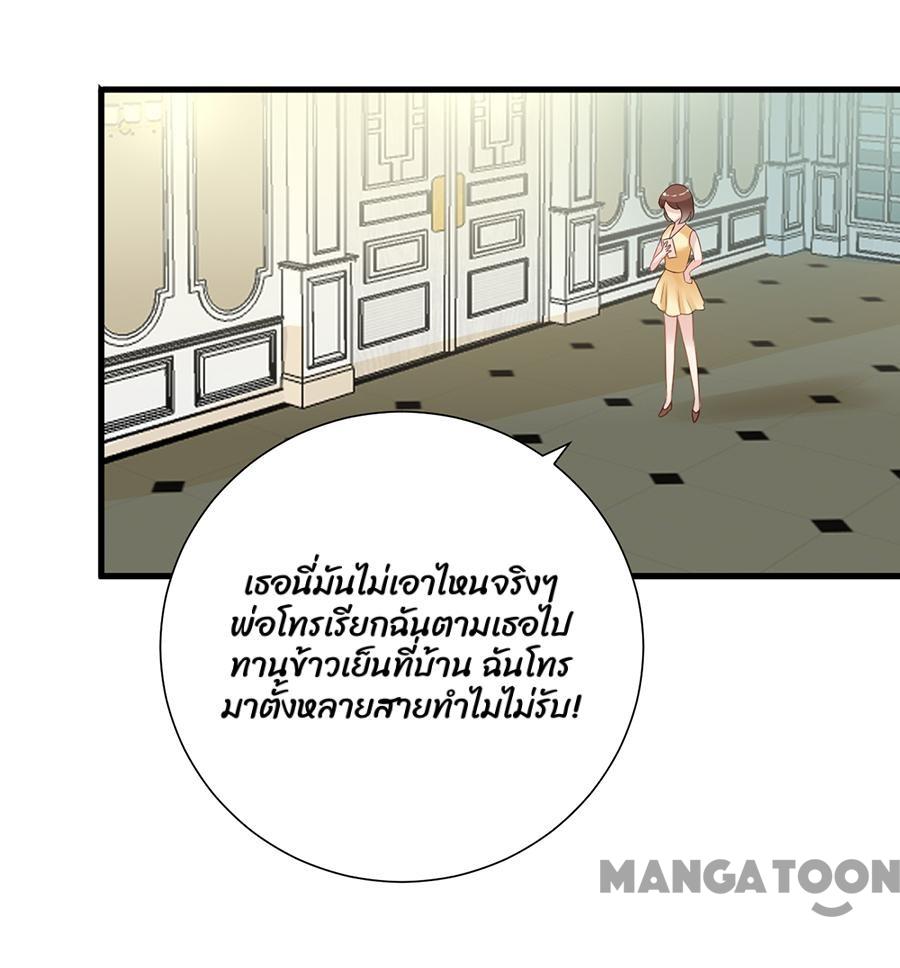 เธอนี่มันไม่เอาไหนจริงๆ
พ่อโทรเรียกฉันตามเธอไป
ทานข้าวเย็นที่บ้าน ฉันโทร
มาตั้งหลายสายทำไมไม่รับ!
MANGATOON